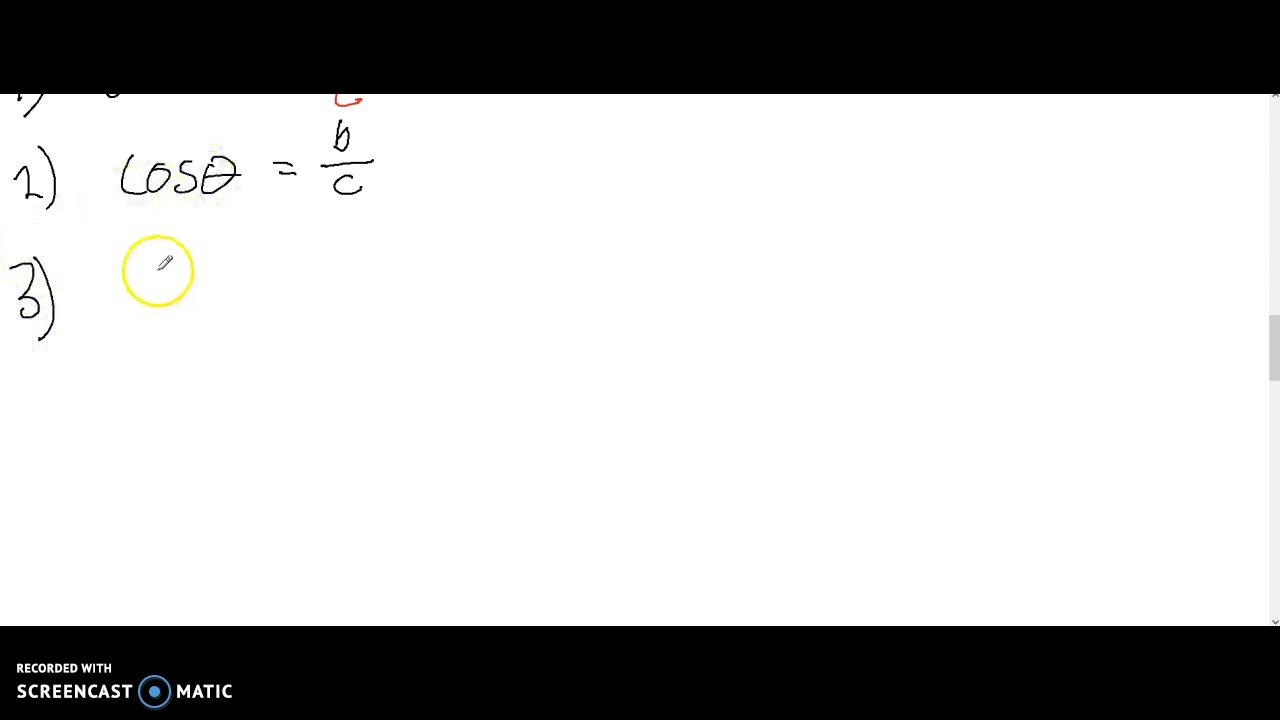 2) cosθ = b/c
3)
RECORDED WITH
SCREENCAST MATIC